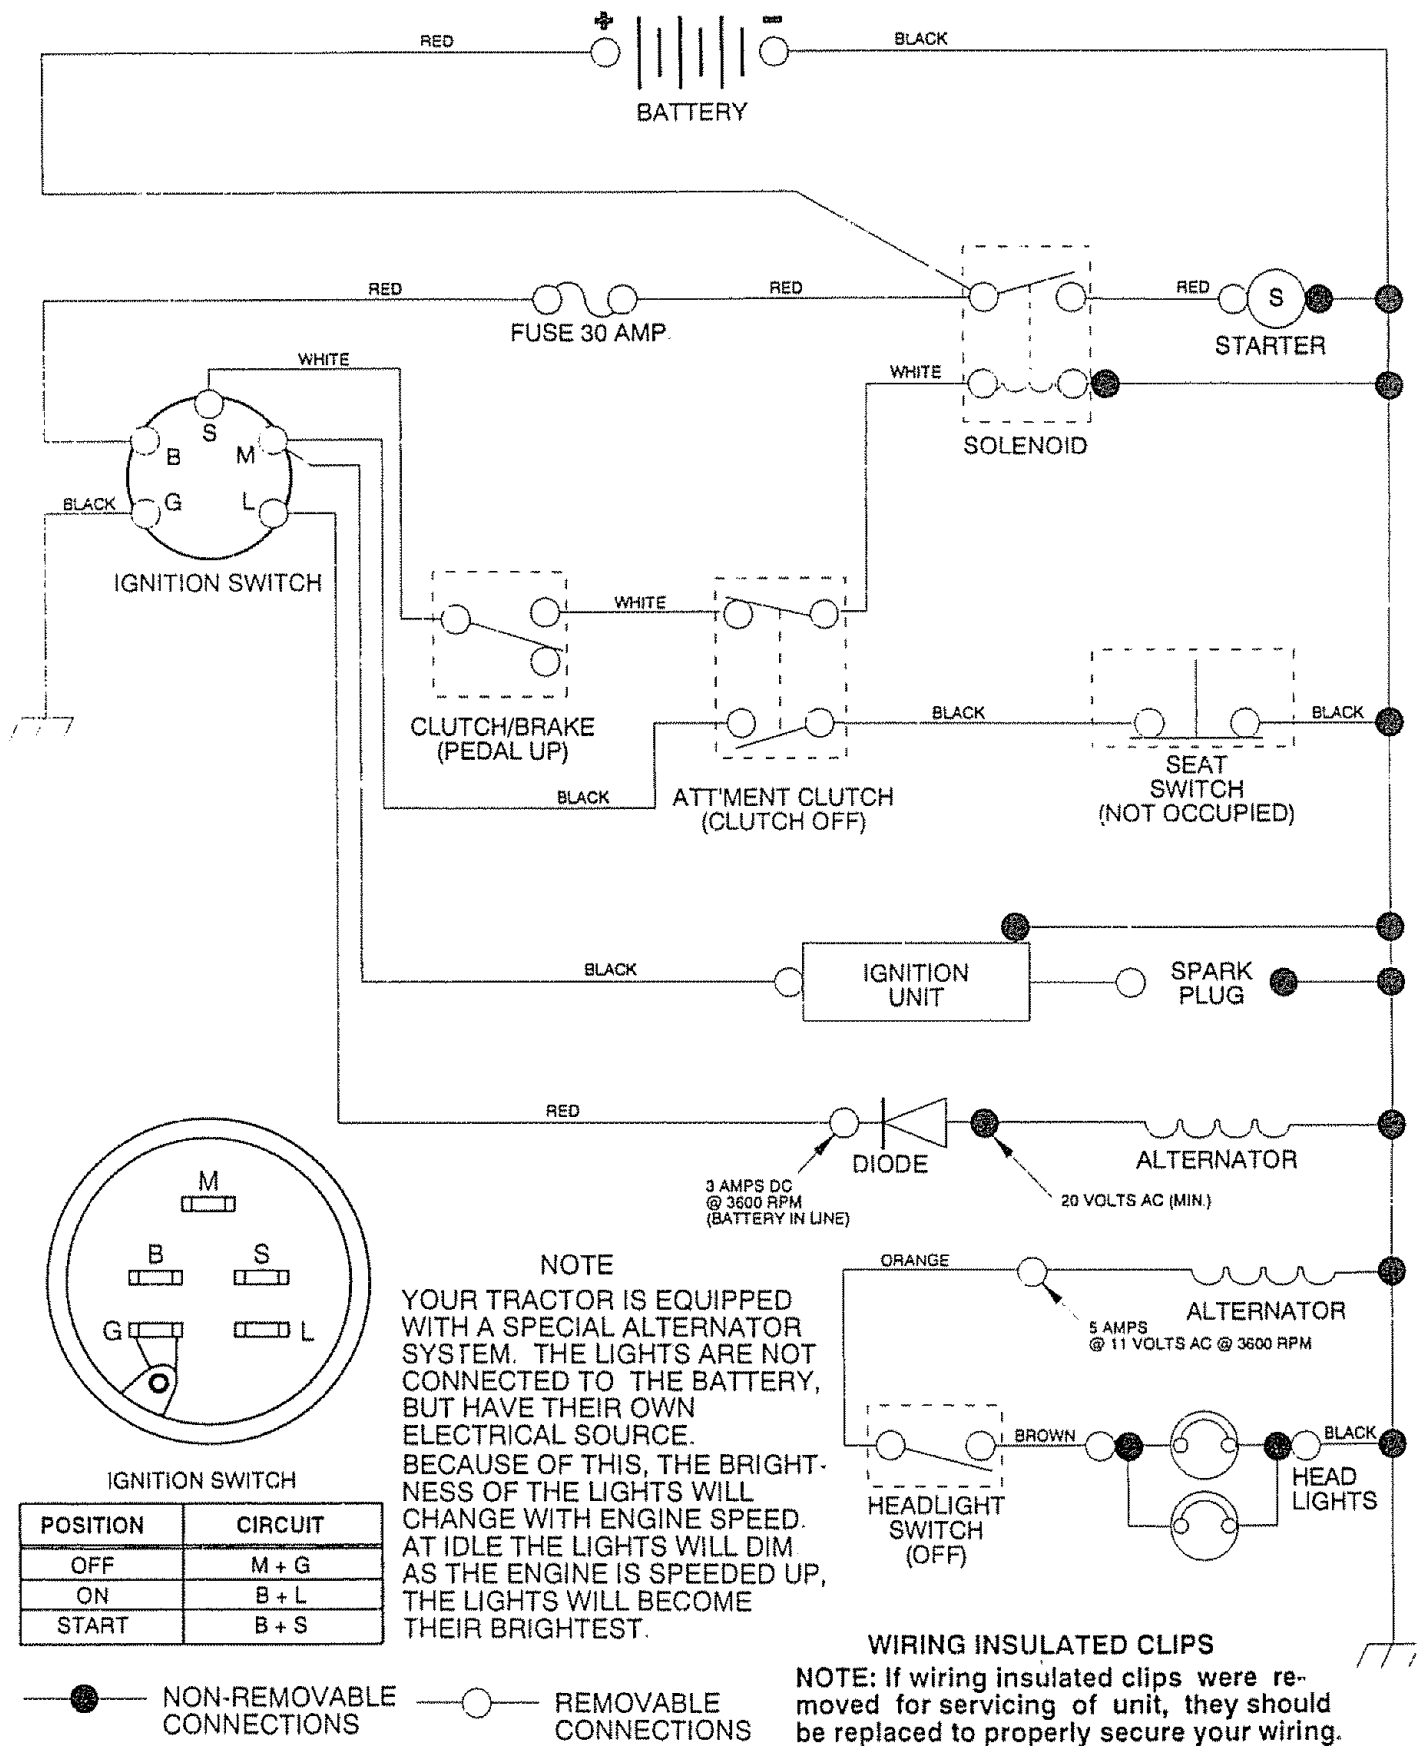 + -
RED
BLACK
BATTERY
RED
RED
RED
S
FUSE 30 AMP.
STARTER
WHITE
WHITE
S
B
M
SOLENOID
BLACK
G
L
IGNITION SWITCH
WHITE
CLUTCH/BRAKE
(PEDAL UP)
BLACK
BLACK
BLACK
ATT'MENT CLUTCH
(CLUTCH OFF)
SEAT
SWITCH
(NOT OCCUPIED)
BLACK
IGNITION
UNIT
SPARK
PLUG
RED
DIODE
ALTERNATOR
3 AMPS DC
@ 3600 RPM
(BATTERY IN LINE)
20 VOLTS AC (MIN.)
M
B
S
G
L
IGNITION SWITCH
POSITION CIRCUIT
OFF M + G
ON B + L
START B + S
NOTE
YOUR TRACTOR IS EQUIPPED
WITH A SPECIAL ALTERNATOR
SYSTEM. THE LIGHTS ARE NOT
CONNECTED TO THE BATTERY,
BUT HAVE THEIR OWN
ELECTRICAL SOURCE.
BECAUSE OF THIS, THE BRIGHT-
NESS OF THE LIGHTS WILL
CHANGE WITH ENGINE SPEED.
AT IDLE THE LIGHTS WILL DIM
AS THE ENGINE IS SPEEDED UP,
THE LIGHTS WILL BECOME
THEIR BRIGHTEST.
ORANGE
ALTERNATOR
5 AMPS
@ 11 VOLTS AC @ 3600 RPM
BROWN
BLACK
HEADLIGHT
SWITCH
(OFF)
HEAD
LIGHTS
WIRING INSULATED CLIPS
NOTE: If wiring insulated clips were re-
moved for servicing of unit, they should
be replaced to properly secure your wiring.
NON-REMOVABLE
CONNECTIONS
REMOVABLE
CONNECTIONS